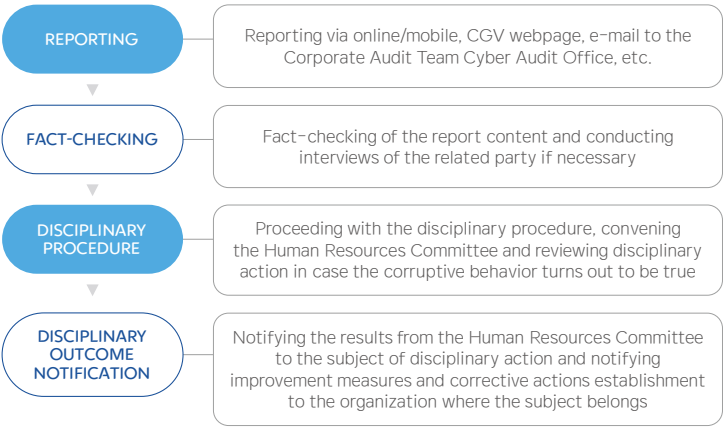 REPORTING
Reporting via online/mobile, CGV webpage, e-mail to the
Corporate Audit Team Cyber Audit Office, etc.
FACT-CHECKING
Fact-checking of the report content and conducting
interviews of the related party if necessary
DISCIPLINARY
PROCEDURE
Proceeding with the disciplinary procedure, convening
the Human Resources Committee and reviewing disciplinary
action in case the corruptive behavior turns out to be true
DISCIPLINARY
OUTCOME
NOTIFICATION
Notifying the results from the Human Resources Committee
to the subject of disciplinary action and notifying
improvement measures and corrective actions establishment
to the organization where the subject belongs